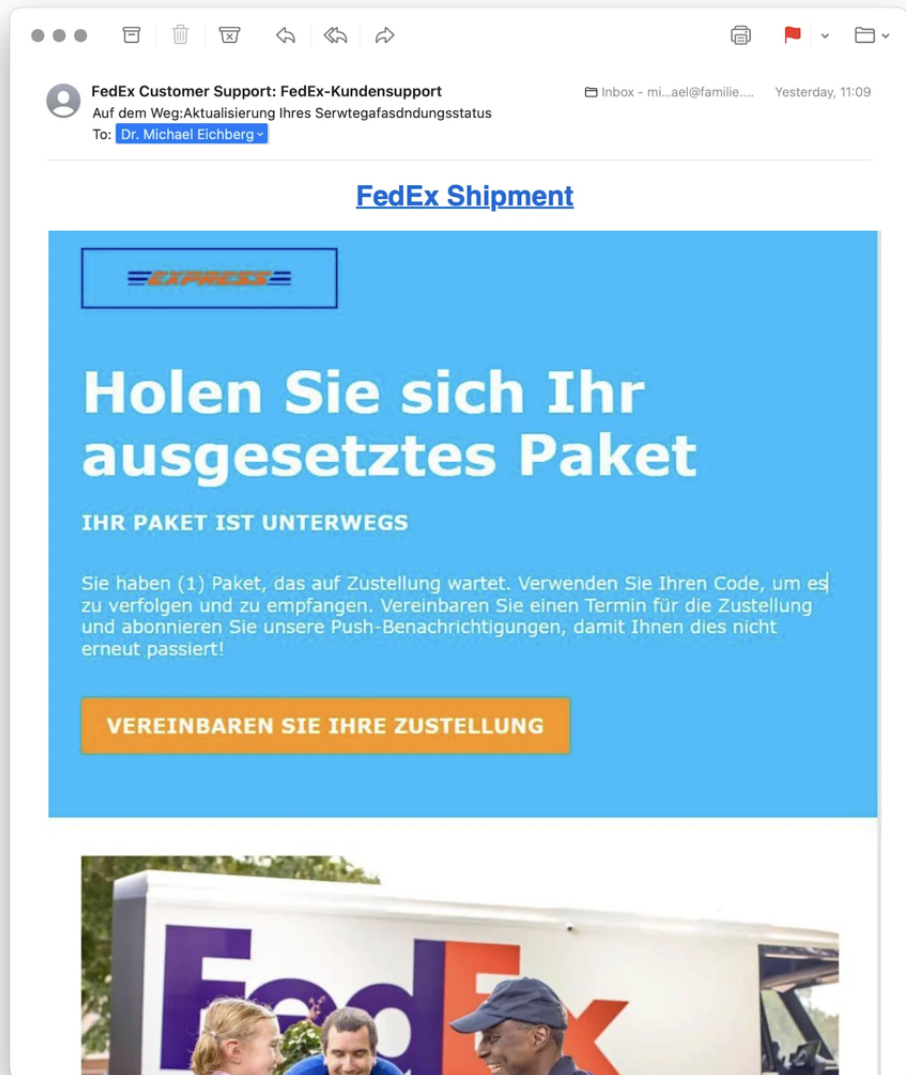 FedEx Customer Support: FedEx-Kundensupport
Inbox - mi...ael@familie....
Yesterday, 11:09
Auf dem Weg:Aktualisierung Ihres Serwtegafasdndungsstatus
To: Dr. Michael Eichberg
FedEx Shipment
EXPRESS
Holen Sie sich Ihr
ausgesetztes Paket
IHR PAKET IST UNTERWEGS
Sie haben (1) Paket, das auf Zustellung wartet. Verwenden Sie Ihren Code, um es
zu verfolgen und zu empfangen. Vereinbaren Sie einen Termin für die Zustellung
und abonnieren Sie unsere Push-Benachrichtigungen, damit Ihnen dies nicht
erneut passiert!
VEREINBAREN SIE IHRE ZUSTELLUNG
FedEx